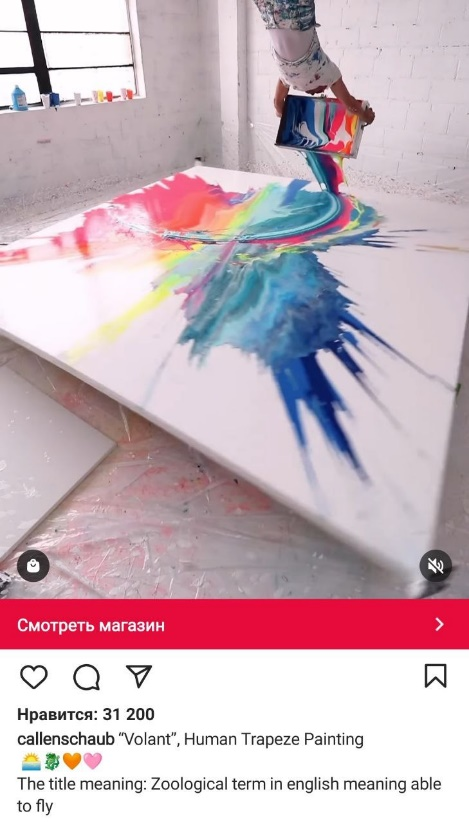 Смотреть магазин
Нравится: 31 200
callenschaub “Volant”, Human Trapeze Painting
🌅🐉🧡🩷
The title meaning: Zoological term in english meaning able
to fly